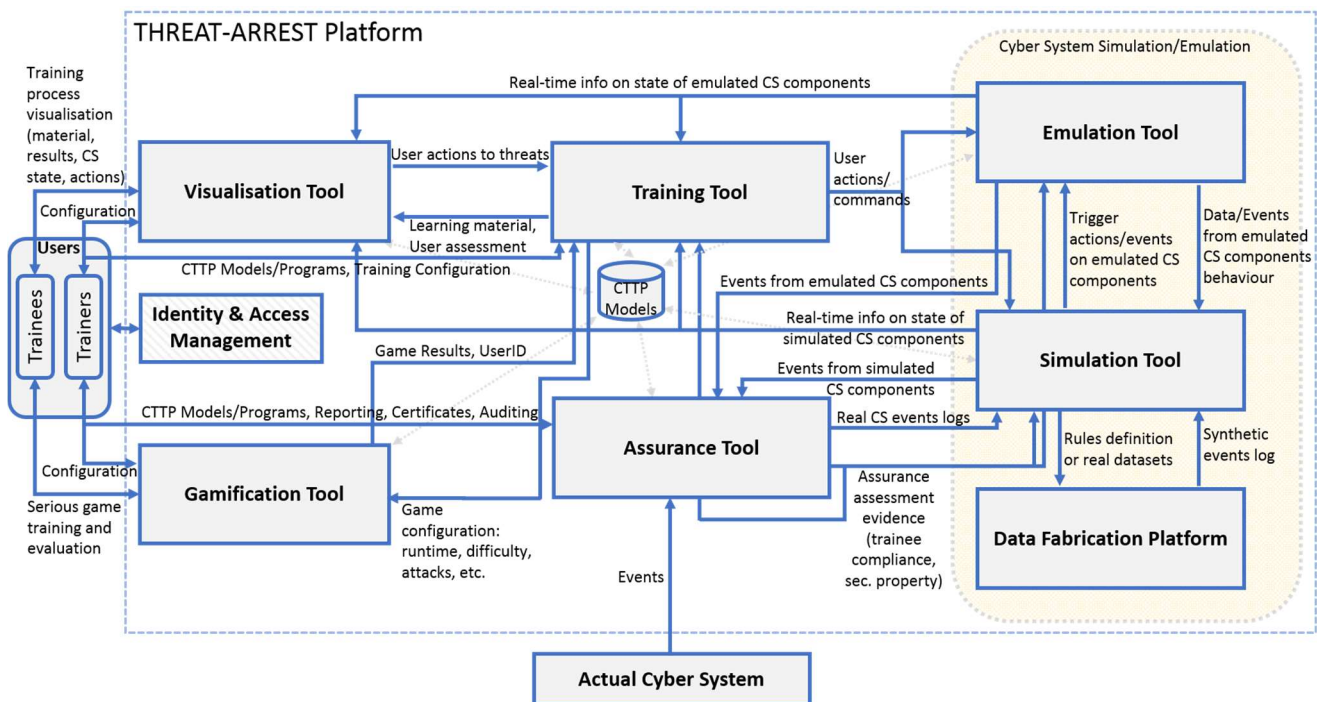 THREAT-ARREST Platform
Cyber System Simulation/Emulation
Training
process
visualisation
(material,
results, CS
state, actions)
Real-time info on state of emulated CS components
Emulation Tool
Visualisation Tool
User actions to threats
Training Tool
User
actions/
commands
Configuration
Learning material,
User assessment
Trigger
actions/events
on emulated CS
components
Data/Events
from emulated
CS components
behaviour
Users
Trainees
Trainers
CTTP Models/Programs, Training Configuration
CTTP
Models
Events from emulated CS components
Identity & Access
Management
Real-time info on state of
simulated CS components
Game Results, UserID
Simulation Tool
Events from simulated
CS components
CTTP Models/Programs, Reporting, Certificates, Auditing
Assurance Tool
Real CS events logs
Rules definition
or real datasets
Synthetic
events log
Configuration
Gamification Tool
Serious game
training and
evaluation
Game
configuration:
runtime, difficulty,
attacks, etc.
Assurance
assessment
evidence
(trainee
compliance,
sec. property)
Data Fabrication Platform
Events
Actual Cyber System